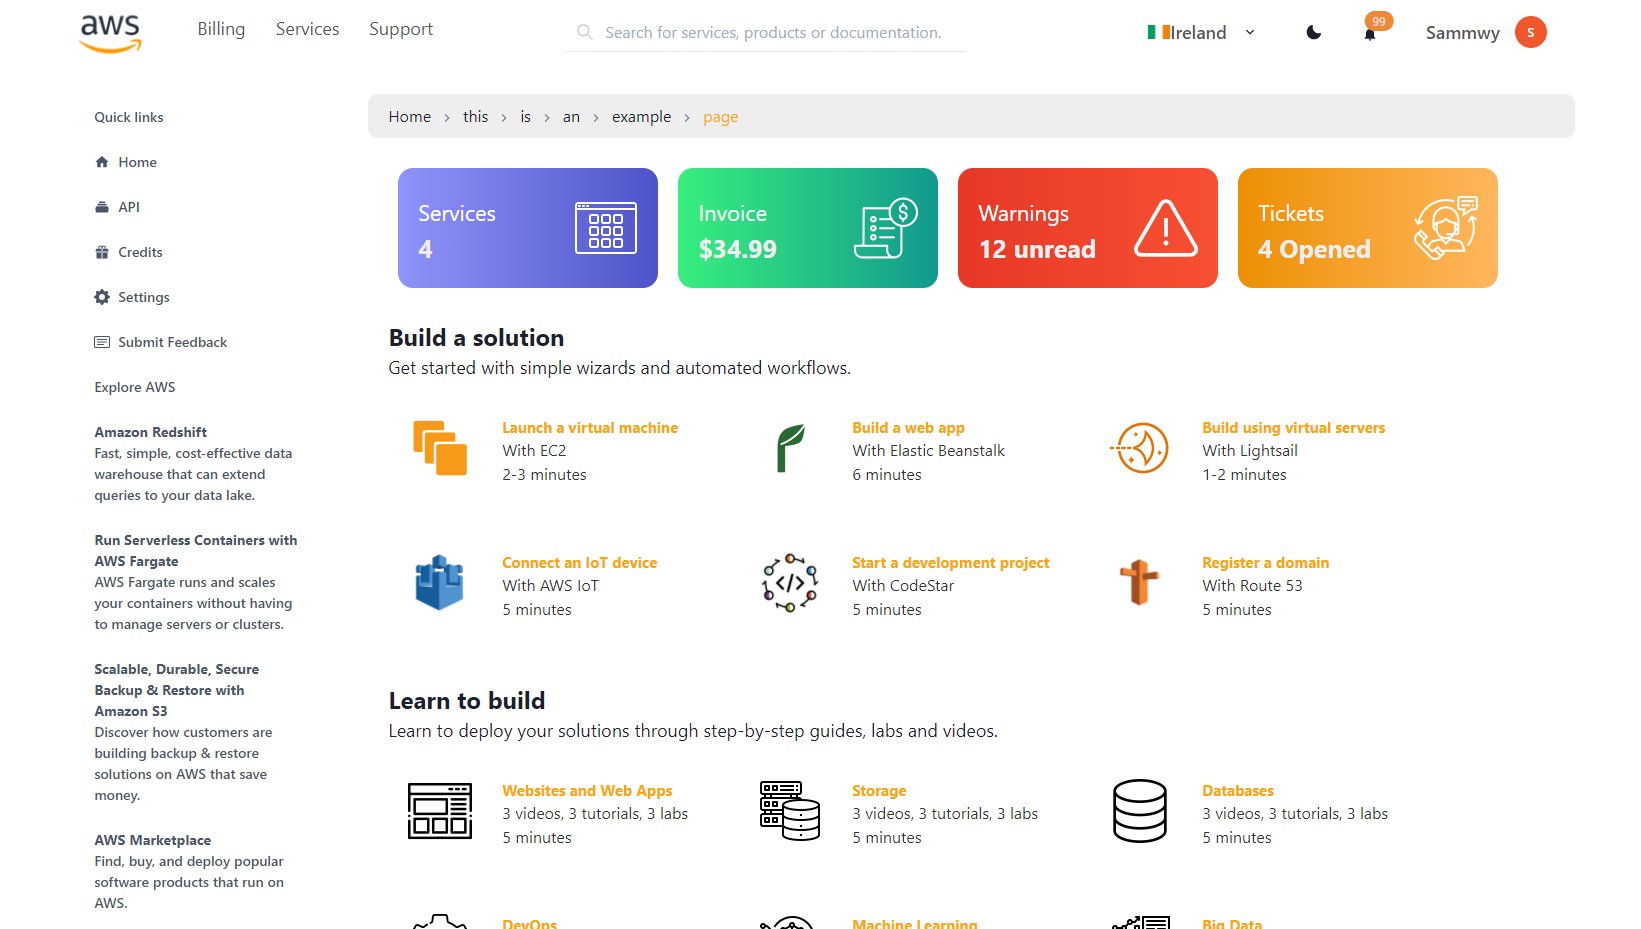 aws
Billing Services Support
Search for services, products or documentation.
Ireland
99
Sammwy S
Quick links
Home
API
Credits
Settings
Submit Feedback
Explore AWS
Amazon Redshift
Fast, simple, cost-effective data
warehouse that can extend
queries to your data lake.
Run Serverless Containers with
AWS Fargate
AWS Fargate runs and scales
your containers without having
to manage servers or clusters.
Scalable, Durable, Secure
Backup & Restore with
Amazon S3
Discover how customers are
building backup & restore
solutions on AWS that save
money.
AWS Marketplace
Find, buy, and deploy popular
software products that run on
AWS.
Home > this > is > an > example > page
Services
4
Invoice
$34.99
$
Warnings
12 unread
Tickets
4 Opened
Build a solution
Get started with simple wizards and automated workflows.
Launch a virtual machine
With EC2
2-3 minutes
Build a web app
With Elastic Beanstalk
6 minutes
Build using virtual servers
With Lightsail
1-2 minutes
Connect an IoT device
With AWS IoT
5 minutes
</>
Start a development project
With CodeStar
5 minutes
Register a domain
With Route 53
5 minutes
Learn to build
Learn to deploy your solutions through step-by-step guides, labs and videos.
Websites and Web Apps
3 videos, 3 tutorials, 3 labs
5 minutes
Storage
3 videos, 3 tutorials, 3 labs
5 minutes
Databases
3 videos, 3 tutorials, 3 labs
5 minutes
DevOps
Machine Learning
Big Data